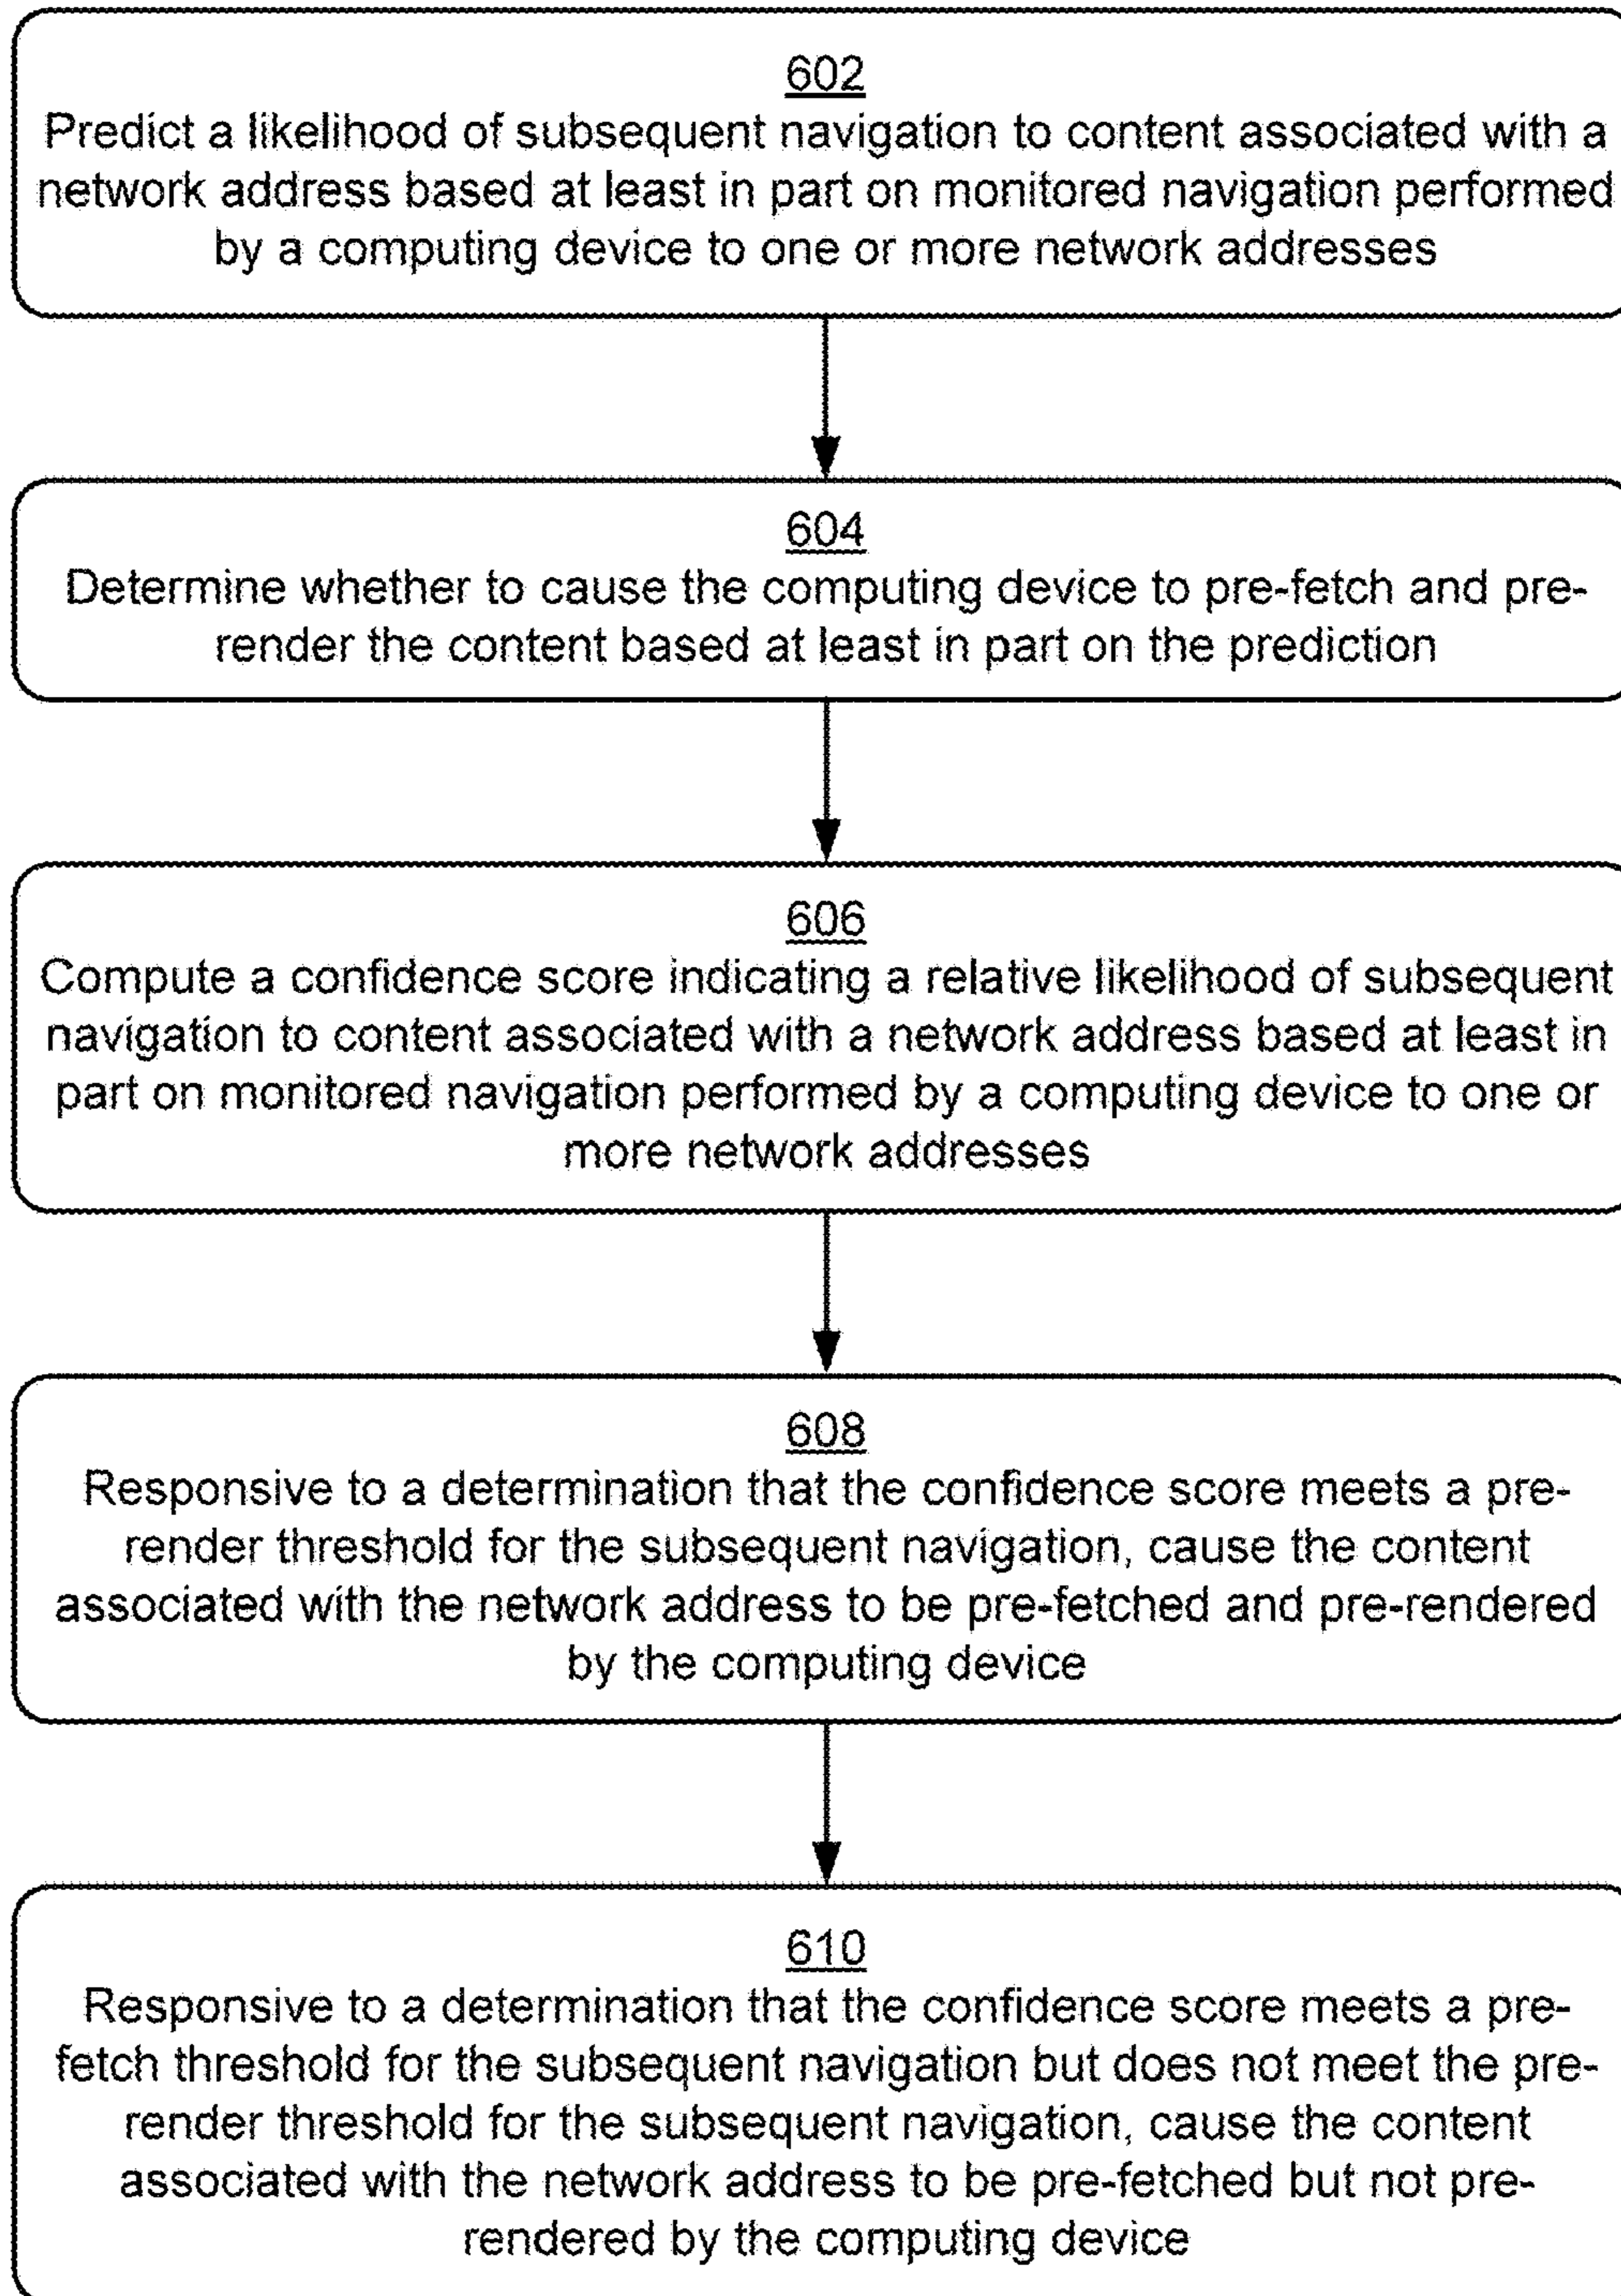 602
Predict a likelihood of subsequent navigation to content associated with a
network address based at least in part on monitored navigation performed
by a computing device to one or more network addresses
604
Determine whether to cause the computing device to pre-fetch and pre-
render the content based at least in part on the prediction
606
Compute a confidence score indicating a relative likelihood of subsequent
navigation to content associated with a network address based at least in
part on monitored navigation performed by a computing device to one or
more network addresses
608
Responsive to a determination that the confidence score meets a pre-
render threshold for the subsequent navigation, cause the content
associated with the network address to be pre-fetched and pre-rendered
by the computing device
610
Responsive to a determination that the confidence score meets a pre-
fetch threshold for the subsequent navigation but does not meet the pre-
render threshold for the subsequent navigation, cause the content
associated with the network address to be pre-fetched but not pre-
rendered by the computing device